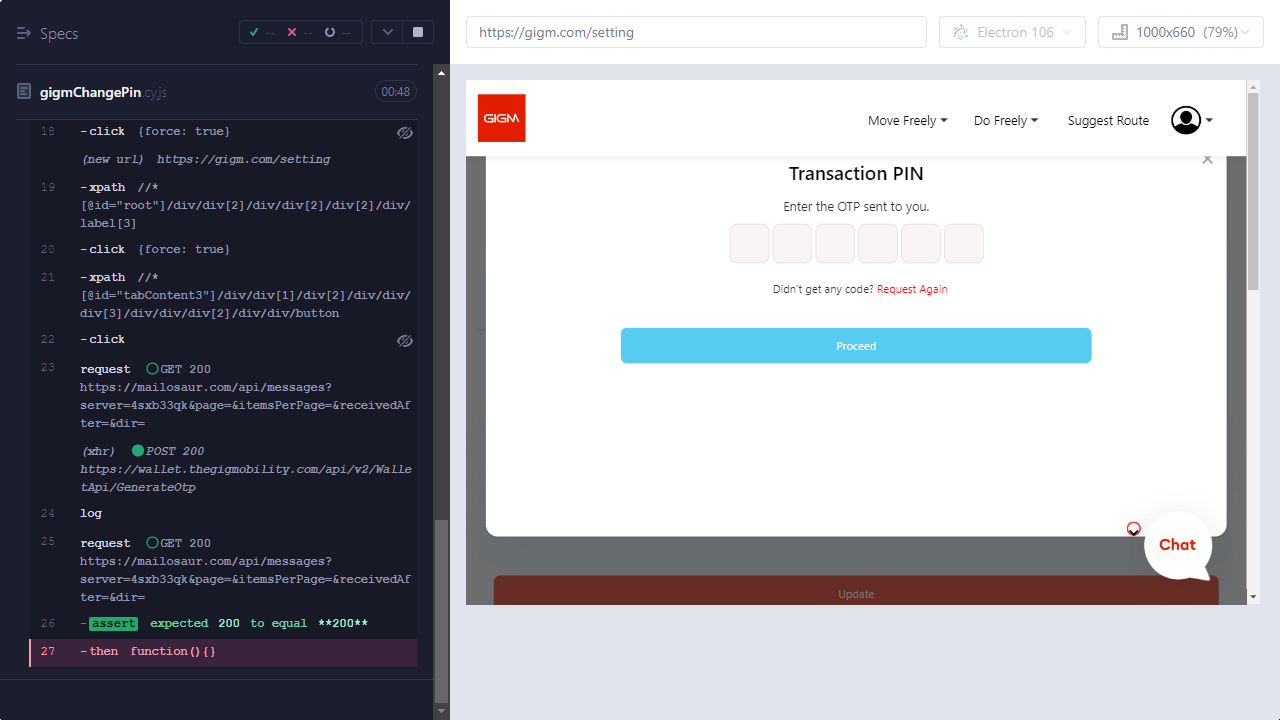 Specs
-- -- --
gigmChangePin.cy.js
00:48
18 -click {force: true}
(new url) https://gigm.com/setting
19 -xpath //*
[@id="root"]/div/div[2]/div/div[2]/div[2]/div/
label[3]
20 -click {force: true}
21 -xpath //*
[@id="tabContent3"]/div/div[1]/div[2]/div/div/
div[3]/div/div/div[2]/div/div/button
22 -click
23 request GET 200
https://mailosaur.com/api/messages?
server=4sxb33qk&page=&itemsPerPage=&receivedAf
ter=&dir=
(xhr) POST 200
https://wallet.thegigmobility.com/api/v2/Walle
tApi/GenerateOtp
24 log
25 request GET 200
https://mailosaur.com/api/messages?
server=4sxb33qk&page=&itemsPerPage=&receivedAf
ter=&dir=
26 -assert expected 200 to equal **200**
27 -then function(){}
https://gigm.com/setting
Electron 106
1000x660 (79%)
GIGM
Move Freely
Do Freely
Suggest Route
×
Transaction PIN
Enter the OTP sent to you.
Didn't get any code? Request Again
Proceed
Chat
Update